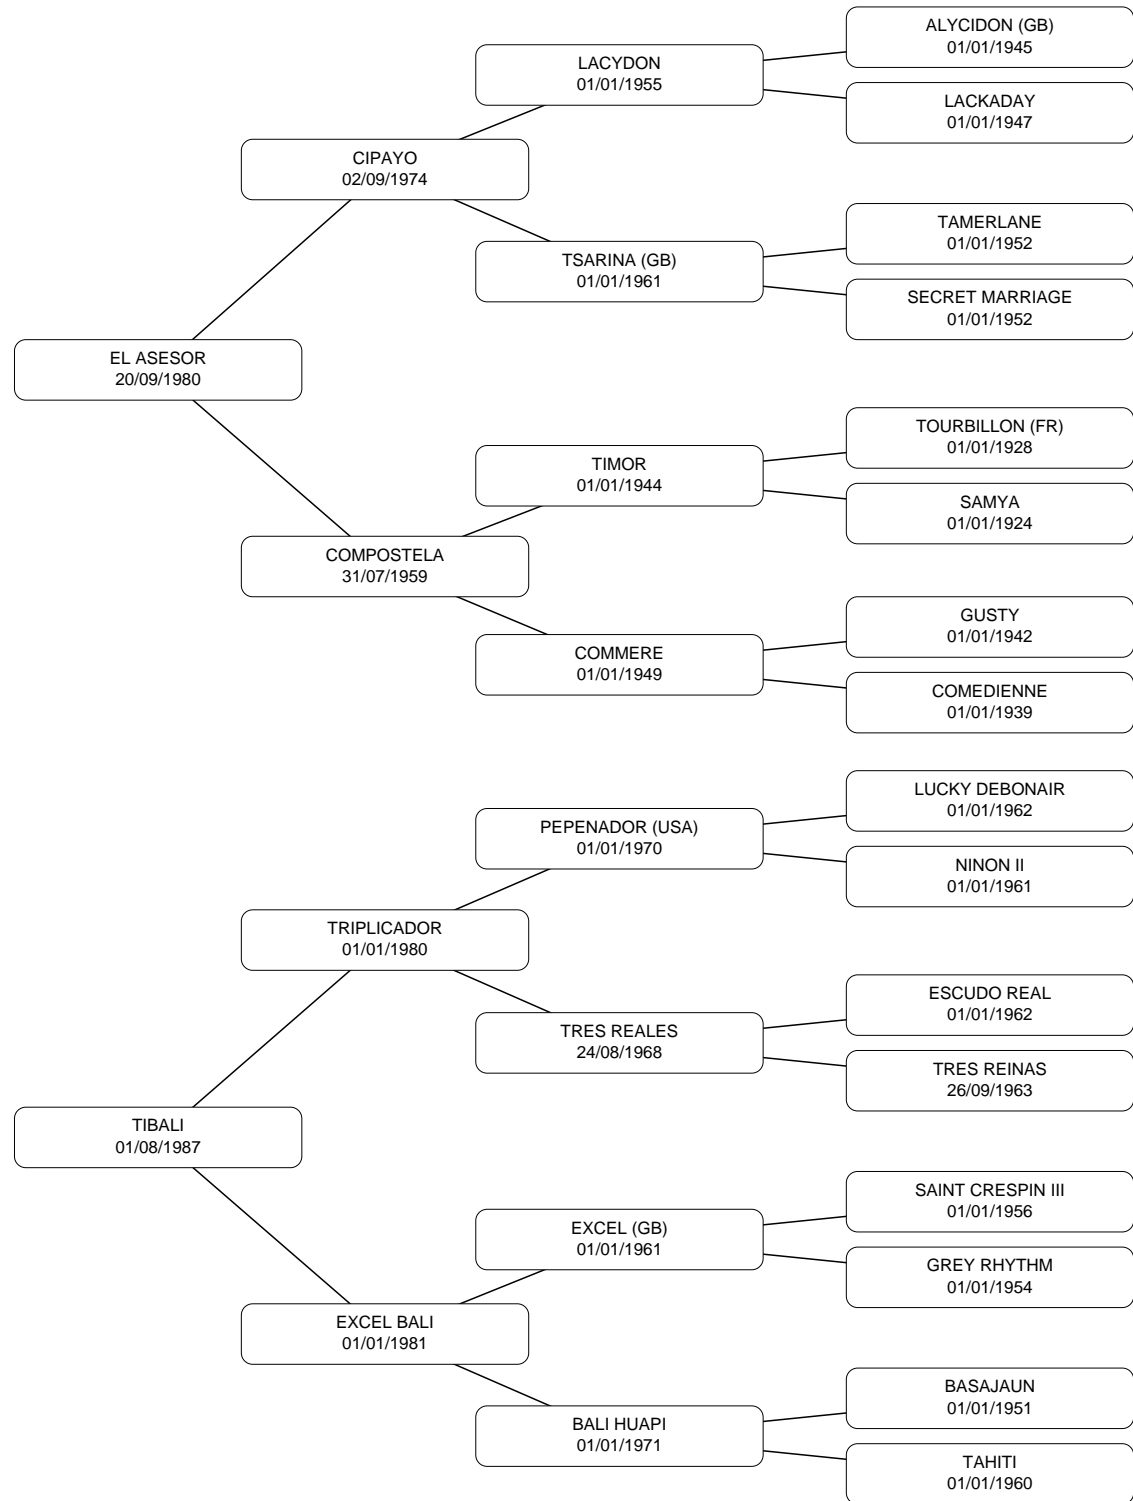 ALYCIDON (GB)
01/01/1945
LACYDON
01/01/1955
LACKADAY
01/01/1947
CIPAYO
02/09/1974
TAMERLANE
01/01/1952
TSARINA (GB)
01/01/1961
SECRET MARRIAGE
01/01/1952
EL ASESOR
20/09/1980
TOURBILLON (FR)
01/01/1928
TIMOR
01/01/1944
SAMYA
01/01/1924
COMPOSTELA
31/07/1959
GUSTY
01/01/1942
COMMERE
01/01/1949
COMEDIENNE
01/01/1939
LUCKY DEBONAIR
01/01/1962
PEPENADOR (USA)
01/01/1970
NINON II
01/01/1961
TRIPLICADOR
01/01/1980
ESCUDO REAL
01/01/1962
TRES REALES
24/08/1968
TRES REINAS
26/09/1963
TIBALI
01/08/1987
SAINT CRESPIN III
01/01/1956
EXCEL (GB)
01/01/1961
GREY RHYTHM
01/01/1954
EXCEL BALI
01/01/1981
BASAJAUN
01/01/1951
BALI HUAPI
01/01/1971
TAHITI
01/01/1960